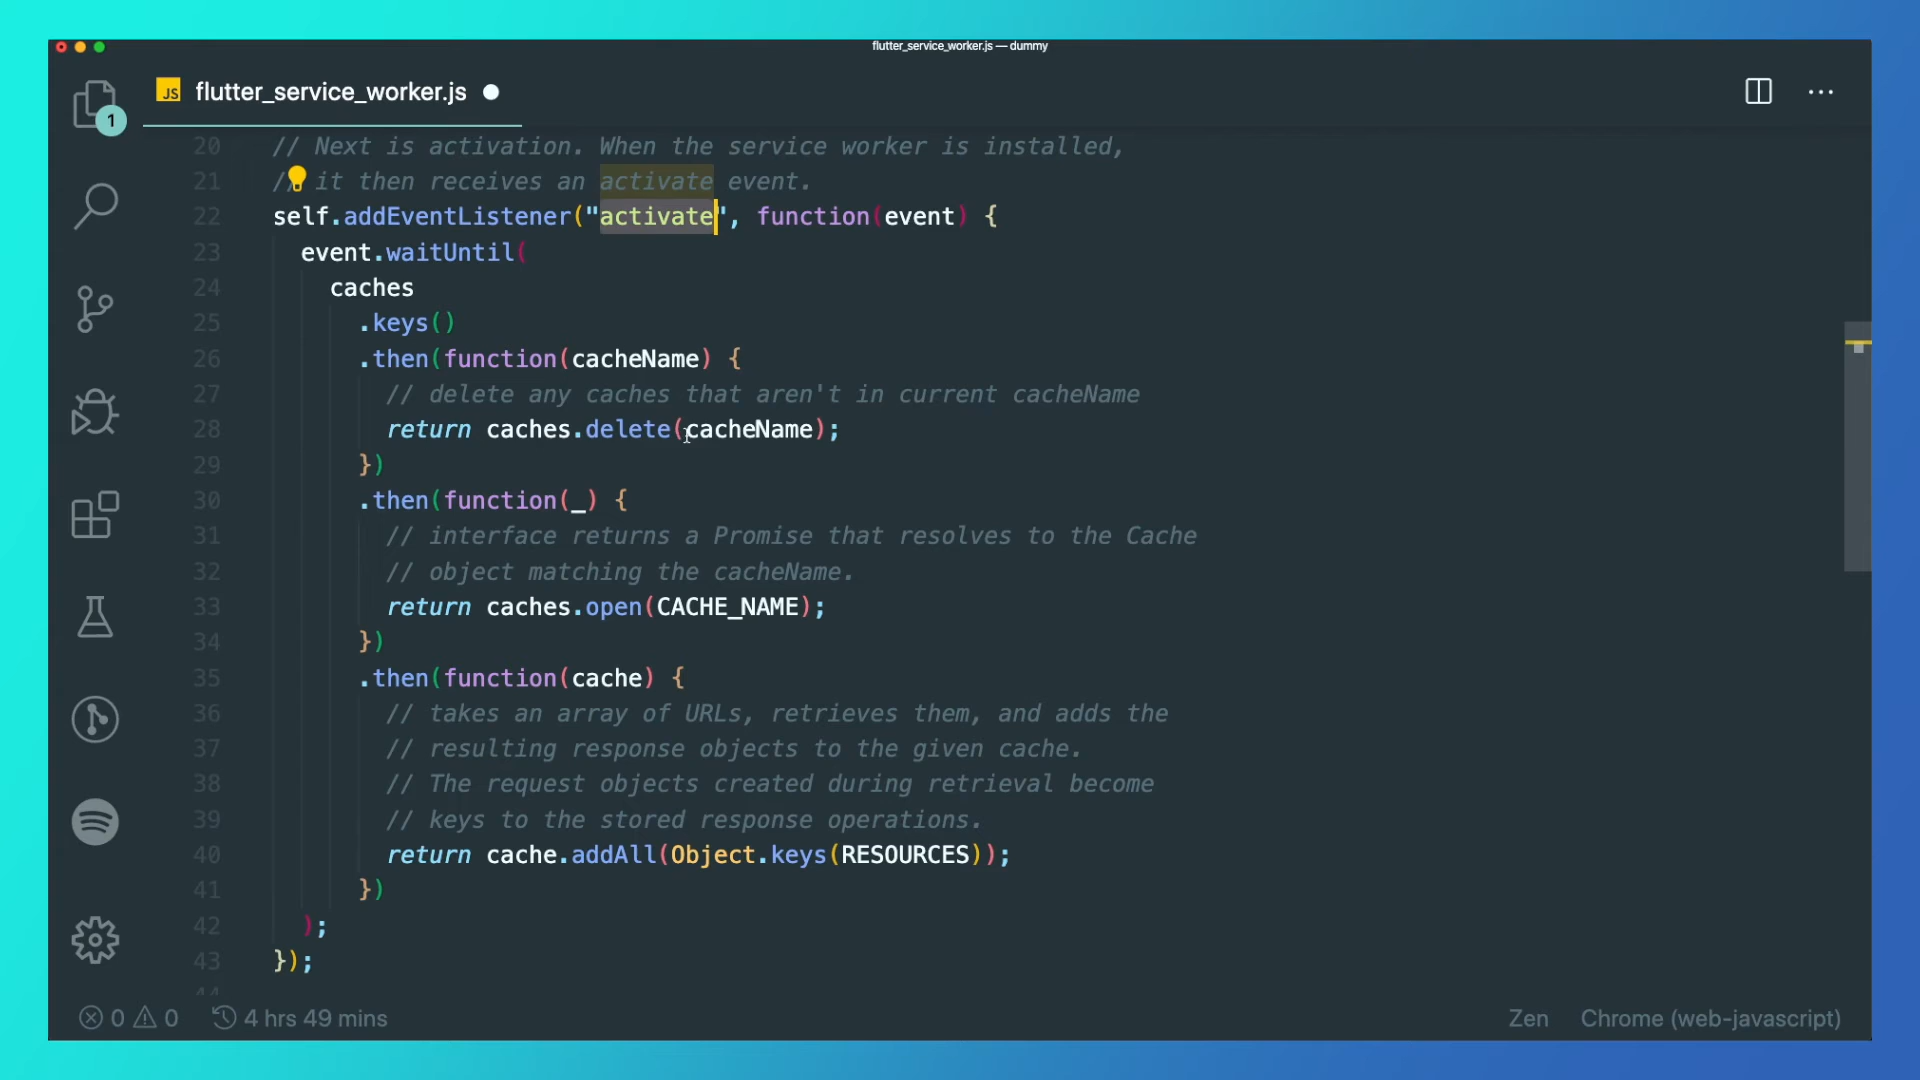 flutter_service_worker.js — dummy
JS flutter_service_worker.js
1
20 // Next is activation. When the service worker is installed,
21 // it then receives an activate event.
22 self.addEventListener("activate", function(event) {
23 event.waitUntil(
24 caches
25 .keys()
26 .then(function(cacheName) {
27 // delete any caches that aren't in current cacheName
28 return caches.delete(cacheName);
29 })
30 .then(function(_) {
31 // interface returns a Promise that resolves to the Cache
32 // object matching the cacheName.
33 return caches.open(CACHE_NAME);
34 })
35 .then(function(cache) {
36 // takes an array of URLs, retrieves them, and adds the
37 // resulting response objects to the given cache.
38 // The request objects created during retrieval become
39 // keys to the stored response operations.
40 return cache.addAll(Object.keys(RESOURCES));
41 })
42 );
43 });
44
0 0 4 hrs 49 mins Zen Chrome (web-javascript)